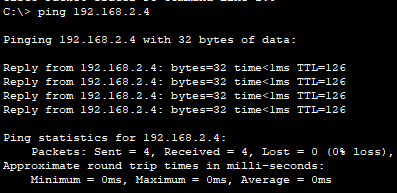 C:\> ping 192.168.2.4
Pinging 192.168.2.4 with 32 bytes of data:
Reply from 192.168.2.4: bytes=32 time<1ms TTL=126
Reply from 192.168.2.4: bytes=32 time<1ms TTL=126
Reply from 192.168.2.4: bytes=32 time<1ms TTL=126
Reply from 192.168.2.4: bytes=32 time<1ms TTL=126
Ping statistics for 192.168.2.4:
Packets: Sent = 4, Received = 4, Lost = 0 (0% loss),
Approximate round trip times in milli-seconds:
Minimum = 0ms, Maximum = 0ms, Average = 0ms